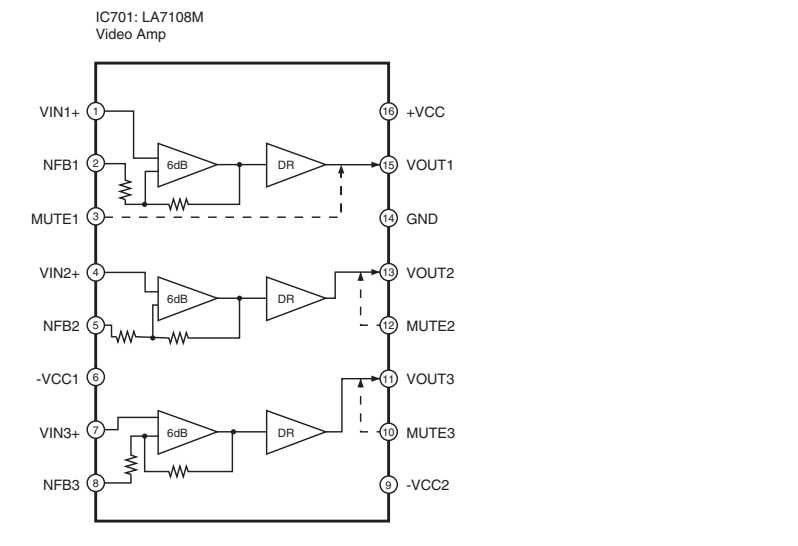 IC701: LA7108M
Video Amp
VIN1+ 1 16 +VCC
NFB1 2 6dB DR 15 VOUT1
MUTE1 3 14 GND
VIN2+ 4 13 VOUT2
6dB DR
NFB2 5 12 MUTE2
-VCC1 6 11 VOUT3
VIN3+ 7 6dB DR 10 MUTE3
NFB3 8 9 -VCC2